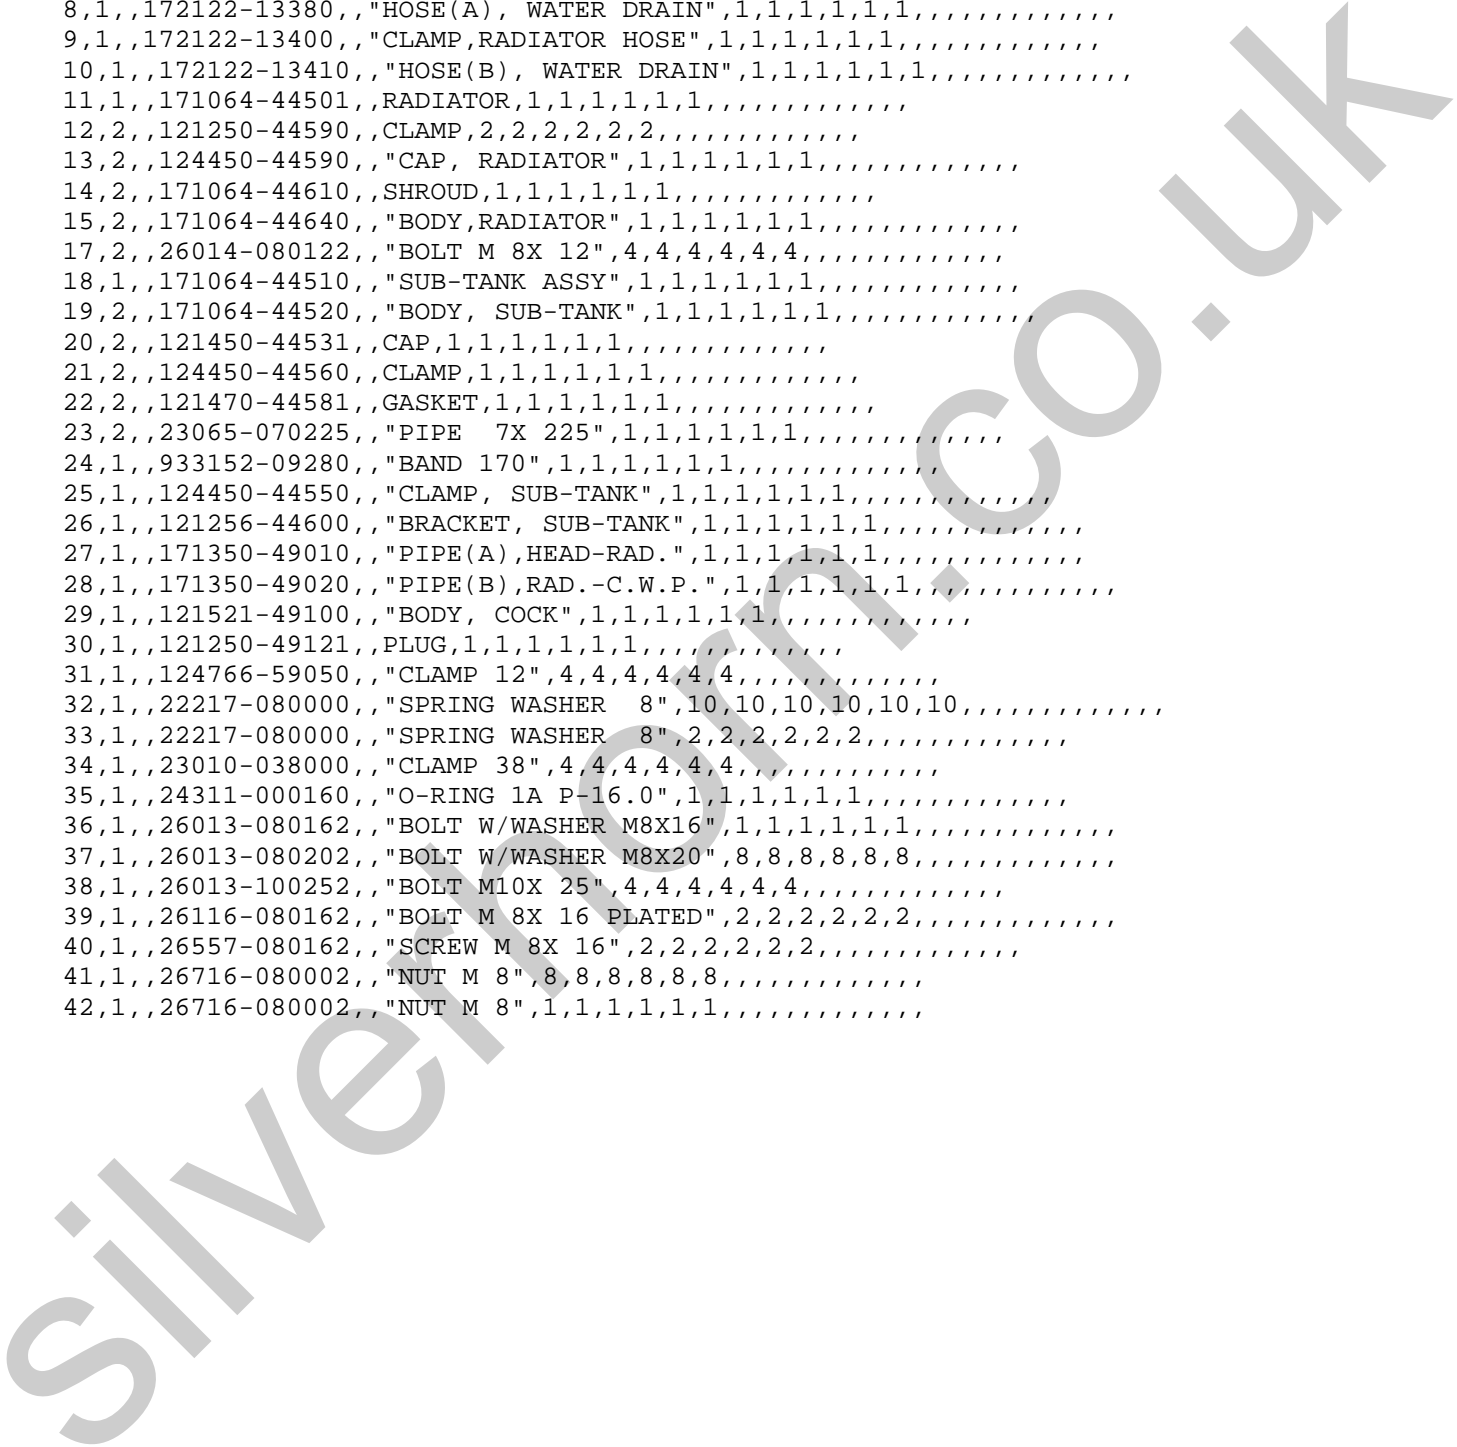 8,1,,172122-13380,,"HOSE(A), WATER DRAIN",1,1,1,1,1,1,,,,,,,,,,,,,
9,1,,172122-13400,,"CLAMP,RADIATOR HOSE",1,1,1,1,1,1,,,,,,,,,,,,,
10,1,,172122-13410,,"HOSE(B), WATER DRAIN",1,1,1,1,1,1,,,,,,,,,,,,,
11,1,,171064-44501,,RADIATOR,1,1,1,1,1,1,,,,,,,,,,,,,
12,2,,121250-44590,,CLAMP,2,2,2,2,2,2,,,,,,,,,,,,,
13,2,,124450-44590,,"CAP, RADIATOR",1,1,1,1,1,1,,,,,,,,,,,,,
14,2,,171064-44610,,SHROUD,1,1,1,1,1,1,,,,,,,,,,,,,
15,2,,171064-44640,,"BODY,RADIATOR",1,1,1,1,1,1,,,,,,,,,,,,,
17,2,,26014-080122,,"BOLT M 8X 12",4,4,4,4,4,4,,,,,,,,,,,,,
18,1,,171064-44510,,"SUB-TANK ASSY",1,1,1,1,1,1,,,,,,,,,,,,,
19,2,,171064-44520,,"BODY, SUB-TANK",1,1,1,1,1,1,,,,,,,,,,,,,
20,2,,121450-44531,,CAP,1,1,1,1,1,1,,,,,,,,,,,,,
21,2,,124450-44560,,CLAMP,1,1,1,1,1,1,,,,,,,,,,,,,
22,2,,121470-44581,,GASKET,1,1,1,1,1,1,,,,,,,,,,,,,
23,2,,23065-070225,,"PIPE  7X 225",1,1,1,1,1,1,,,,,,,,,,,,,
24,1,,933152-09280,,"BAND 170",1,1,1,1,1,1,,,,,,,,,,,,,
25,1,,124450-44550,,"CLAMP, SUB-TANK",1,1,1,1,1,1,,,,,,,,,,,,,
26,1,,121256-44600,,"BRACKET, SUB-TANK",1,1,1,1,1,1,,,,,,,,,,,,,
27,1,,171350-49010,,"PIPE(A),HEAD-RAD.",1,1,1,1,1,1,,,,,,,,,,,,,
28,1,,171350-49020,,"PIPE(B),RAD.-C.W.P.",1,1,1,1,1,1,,,,,,,,,,,,,
29,1,,121521-49100,,"BODY, COCK",1,1,1,1,1,1,,,,,,,,,,,,,
30,1,,121250-49121,,PLUG,1,1,1,1,1,1,,,,,,,,,,,,,
31,1,,124766-59050,,"CLAMP 12",4,4,4,4,4,4,,,,,,,,,,,,,
32,1,,22217-080000,,"SPRING WASHER  8",10,10,10,10,10,10,,,,,,,,,,,,,
33,1,,22217-080000,,"SPRING WASHER  8",2,2,2,2,2,2,,,,,,,,,,,,,
34,1,,23010-038000,,"CLAMP 38",4,4,4,4,4,4,,,,,,,,,,,,,
35,1,,24311-000160,,"O-RING 1A P-16.0",1,1,1,1,1,1,,,,,,,,,,,,,
36,1,,26013-080162,,"BOLT W/WASHER M8X16",1,1,1,1,1,1,,,,,,,,,,,,,
37,1,,26013-080202,,"BOLT W/WASHER M8X20",8,8,8,8,8,8,,,,,,,,,,,,,
38,1,,26013-100252,,"BOLT M10X 25",4,4,4,4,4,4,,,,,,,,,,,,,
39,1,,26116-080162,,"BOLT M 8X 16 PLATED",2,2,2,2,2,2,,,,,,,,,,,,,
40,1,,26557-080162,,"SCREW M 8X 16",2,2,2,2,2,2,,,,,,,,,,,,,
41,1,,26716-080002,,"NUT M 8",8,8,8,8,8,8,,,,,,,,,,,,,
42,1,,26716-080002,,"NUT M 8",1,1,1,1,1,1,,,,,,,,,,,,,
silverhorn.co.uk